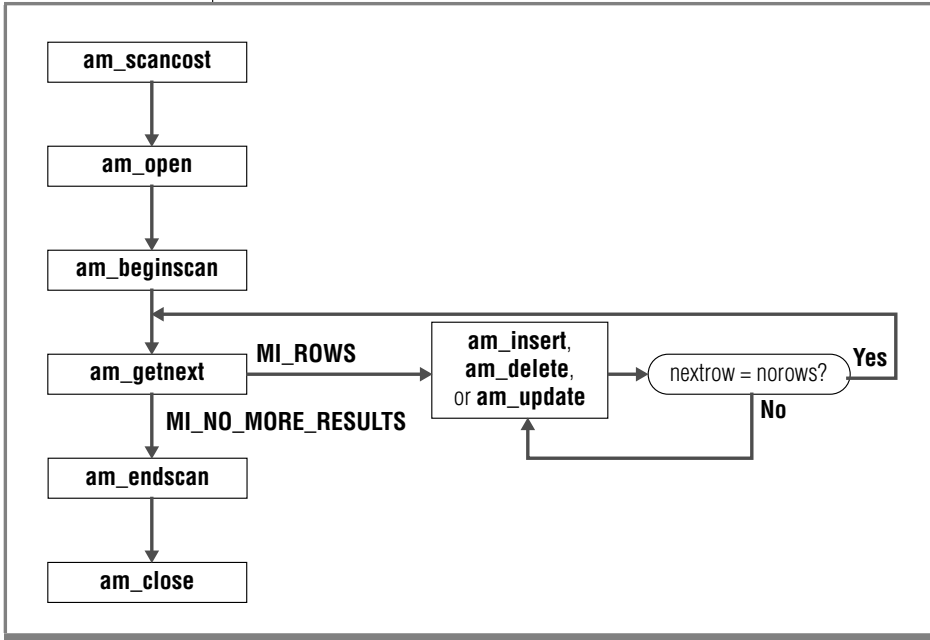 am_scancost
am_open
am_beginscan
am_getnext
MI_ROWS
am_insert,
am_delete,
or am_update
nextrow = norows?
Yes
No
MI_NO_MORE_RESULTS
am_endscan
am_close